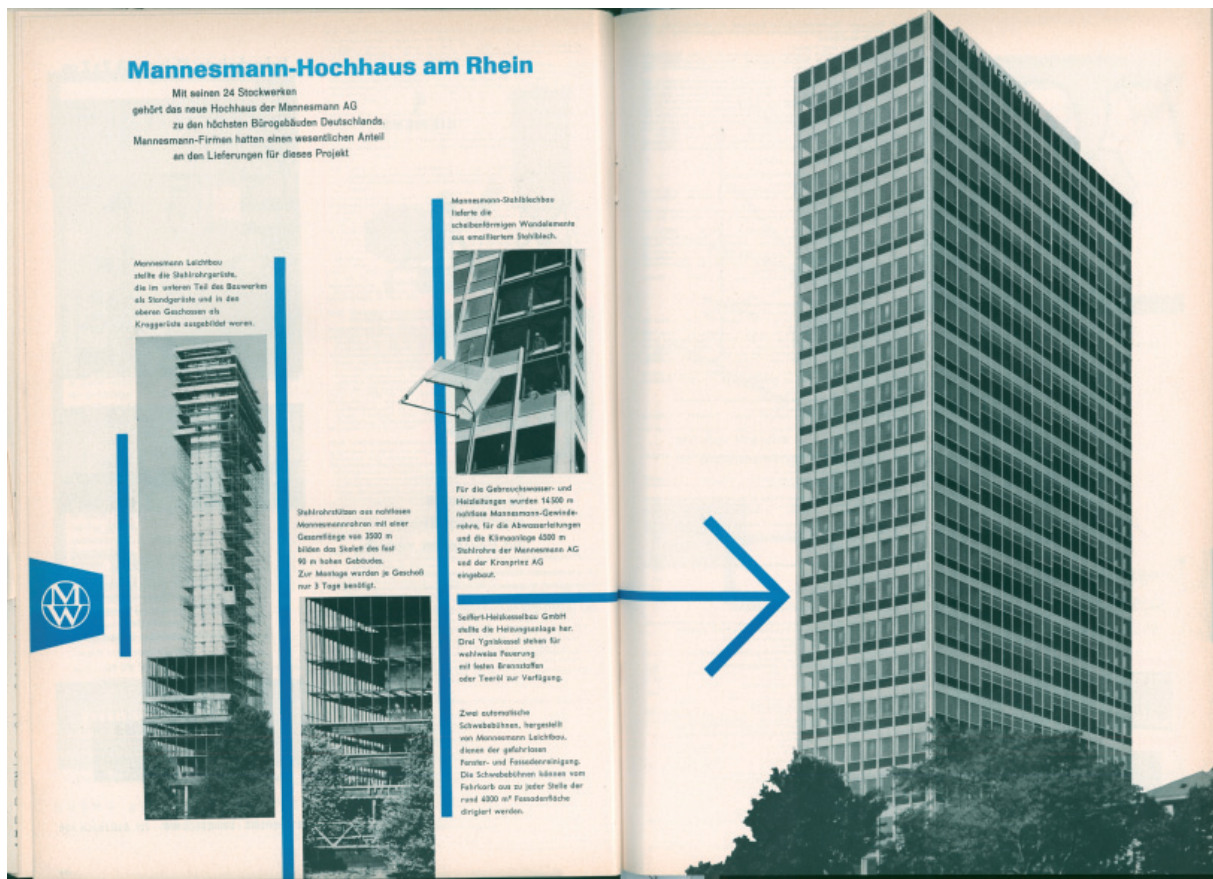 Mannesmann-Hochhaus am Rhein
Mit seinen 24 Stockwerken
gehört das neue Hochhaus der Mannesmann AG
zu den höchsten Bürogebäuden Deutschlands.
Mannesmann-Firmen hatten einen wesentlichen Anteil
an den Lieferungen für dieses Projekt
Mannesmann Leichtbau
stellte die Stahlrohrgerüste,
die im unteren Teil des Bauwerkes
als Standgerüste und in den
oberen Geschossen als
Kraggerüste ausgebildet waren.
MW
Stahlrohrstützen aus nahtlosen
Mannesmannrohren mit einer
Gesamtlänge von 3500 m
bilden das Skelett des fast
90 m hohen Gebäudes.
Zur Montage wurden je Geschoß
nur 3 Tage benötigt.
Mannesmann-Stahlblechbau
lieferte die
scheibenförmigen Wandelemente
aus emailliertem Stahlblech.
Für die Gebrauchswasser- und
Heizleitungen wurden 14500 m
nahtlose Mannesmann-Gewinde-
rohre, für die Abwasserleitungen
und die Klimaanlage 4500 m
Stahlrohre der Mannesmann AG
und der Kronprinz AG
eingebaut.
Seiffert-Heizkesselbau GmbH
stellte die Heizungsanlage her.
Drei Ygniskessel stehen für
wahlweise Feuerung
mit festen Brennstoffen
oder Teeröl zur Verfügung.
Zwei automatische
Schwebebühnen, hergestellt
von Mannesmann Leichtbau,
dienen der gefahrlosen
Fenster- und Fassadenreinigung.
Die Schwebebühnen können vom
Fahrkorb aus zu jeder Stelle der
rund 6000 m² Fassadenfläche
dirigiert werden.
MANNESMANN